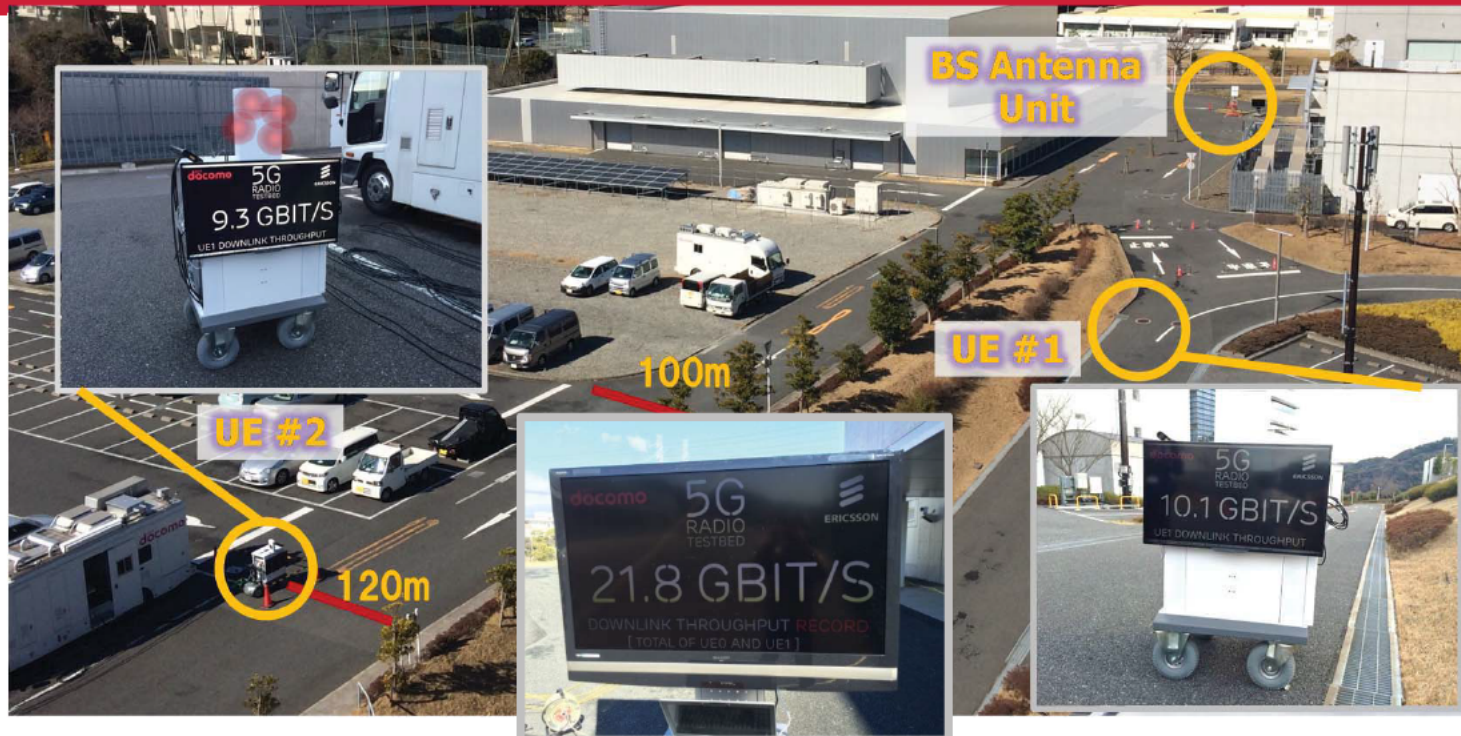 BS Antenna
Unit
docomo
5G
RADIO
TESTBED
ERICSSON
9.3 GBIT/S
UE1 DOWNLINK THROUGHPUT
100m
UE #1
UE #2
docomo
120m
docomo
5G
RADIO
TESTBED
ERICSSON
21.8 GBIT/S
DOWNLINK THROUGHPUT RECORD
[ TOTAL OF UE0 AND UE1 ]
docomo
5G
RADIO
TESTBED
ERICSSON
10.1 GBIT/S
UE1 DOWNLINK THROUGHPUT